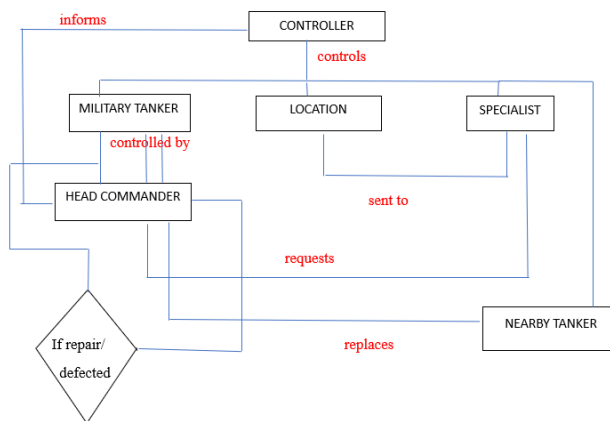 informs
CONTROLLER
controls
MILITARY TANKER
LOCATION
SPECIALIST
controlled by
HEAD COMMANDER
sent to
requests
NEARBY TANKER
If repair/
replaces
defected